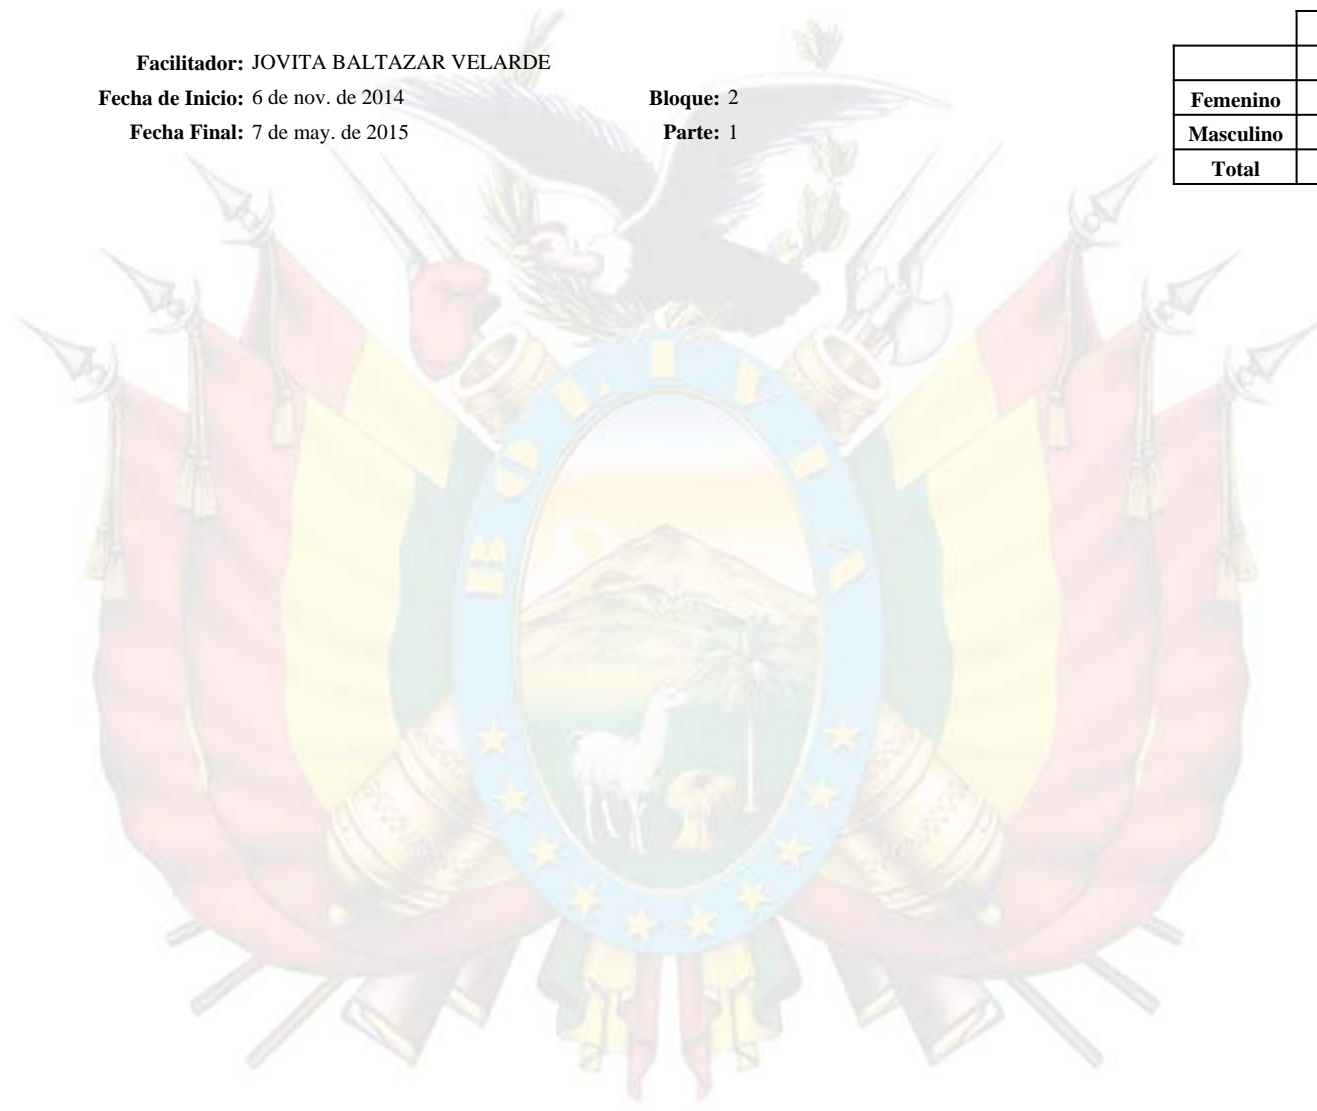 Facilitador: JOVITA BALTAZAR VELARDE
Fecha de Inicio: 6 de nov. de 2014 Bloque: 2
Fecha Final: 7 de may. de 2015 Parte: 1
Femenino
Masculino
Total
BOLIVIA